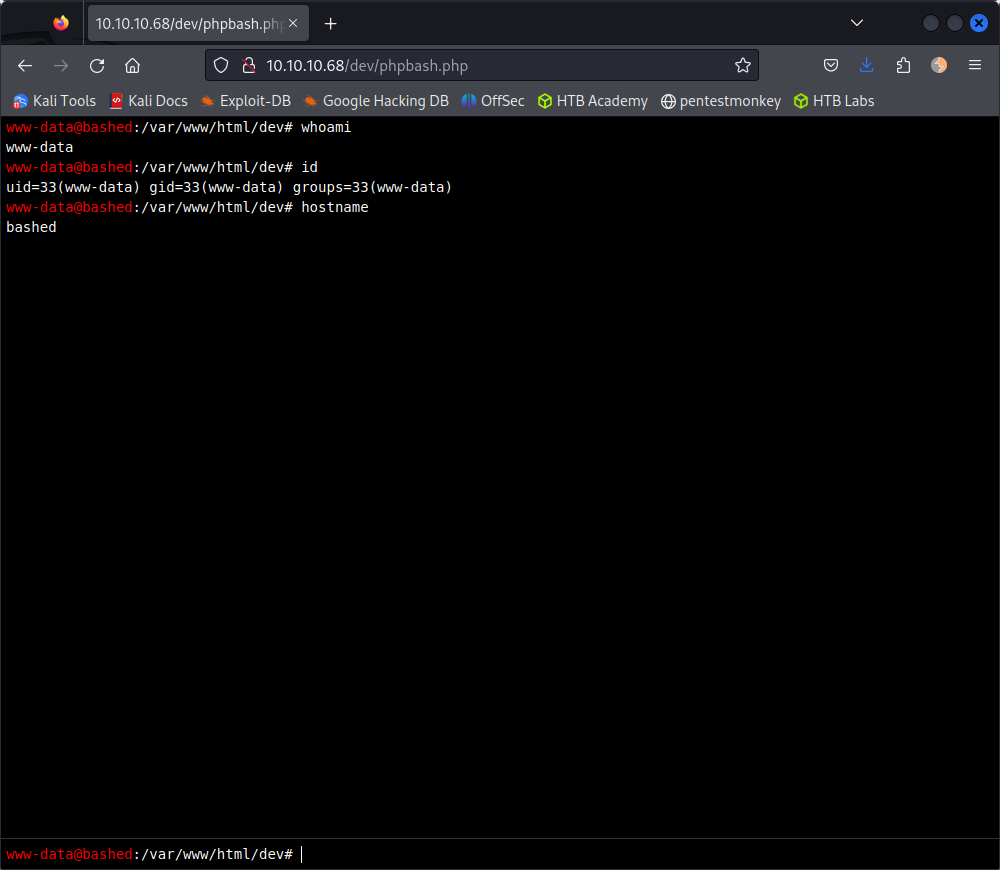 10.10.10.68/dev/phpbash.php
10.10.10.68/dev/phpbash.php
Kali Tools Kali Docs Exploit-DB Google Hacking DB OffSec HTB Academy pentestmonkey HTB Labs
www-data@bashed:/var/www/html/dev# whoami
www-data
www-data@bashed:/var/www/html/dev# id
uid=33(www-data) gid=33(www-data) groups=33(www-data)
www-data@bashed:/var/www/html/dev# hostname
bashed
www-data@bashed:/var/www/html/dev#